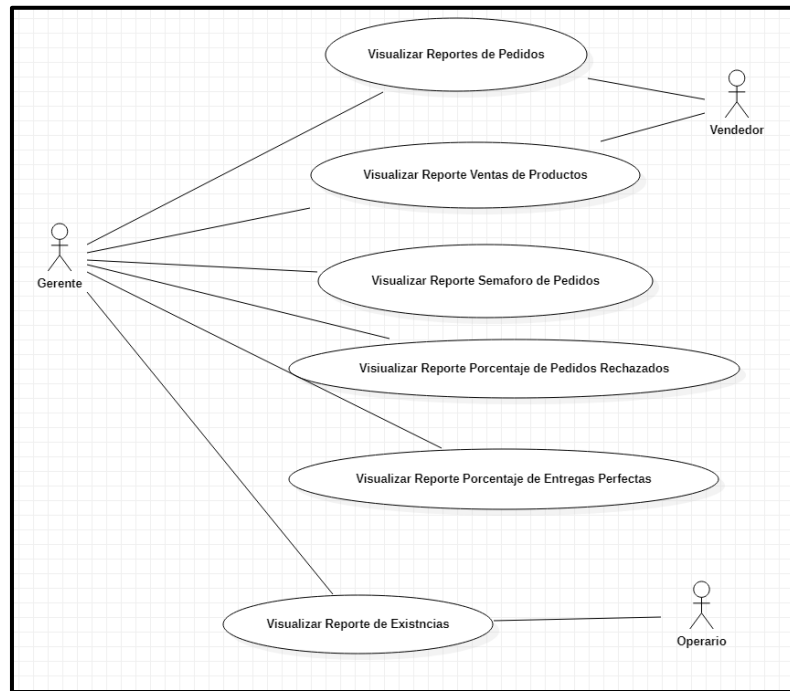 Visualizar Reportes de Pedidos
Vendedor
Visualizar Reporte Ventas de Productos
Gerente
Visualizar Reporte Semaforo de Pedidos
Visiualizar Reporte Porcentaje de Pedidos Rechazados
Visualizar Reporte Porcentaje de Entregas Perfectas
Visualizar Reporte de Existncias
Operario